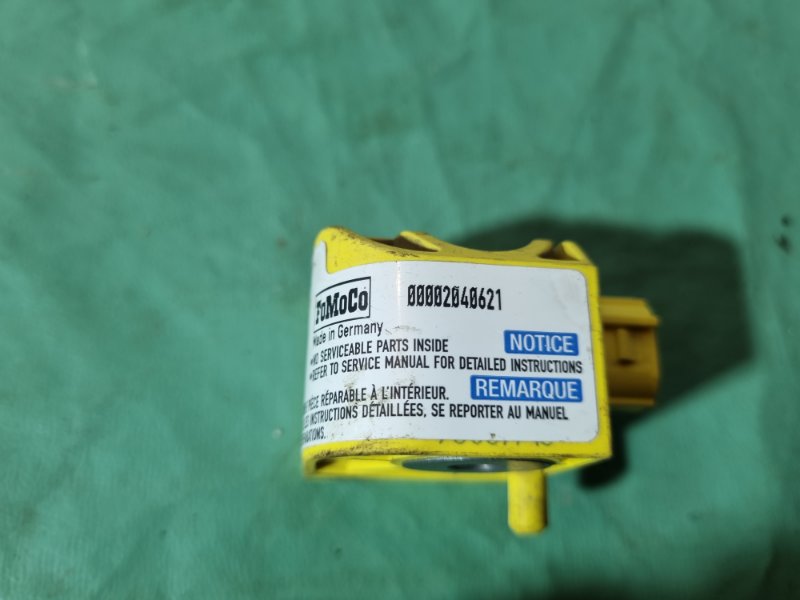 FoMoCo
00002040621
Made in Germany
NOTICE
•NO SERVICEABLE PARTS INSIDE
•REFER TO SERVICE MANUAL FOR DETAILED INSTRUCTIONS
REMARQUE
PIÈCE RÉPARABLE À L'INTÉRIEUR.
INSTRUCTIONS DÉTAILLÉES, SE REPORTER AU MANUEL